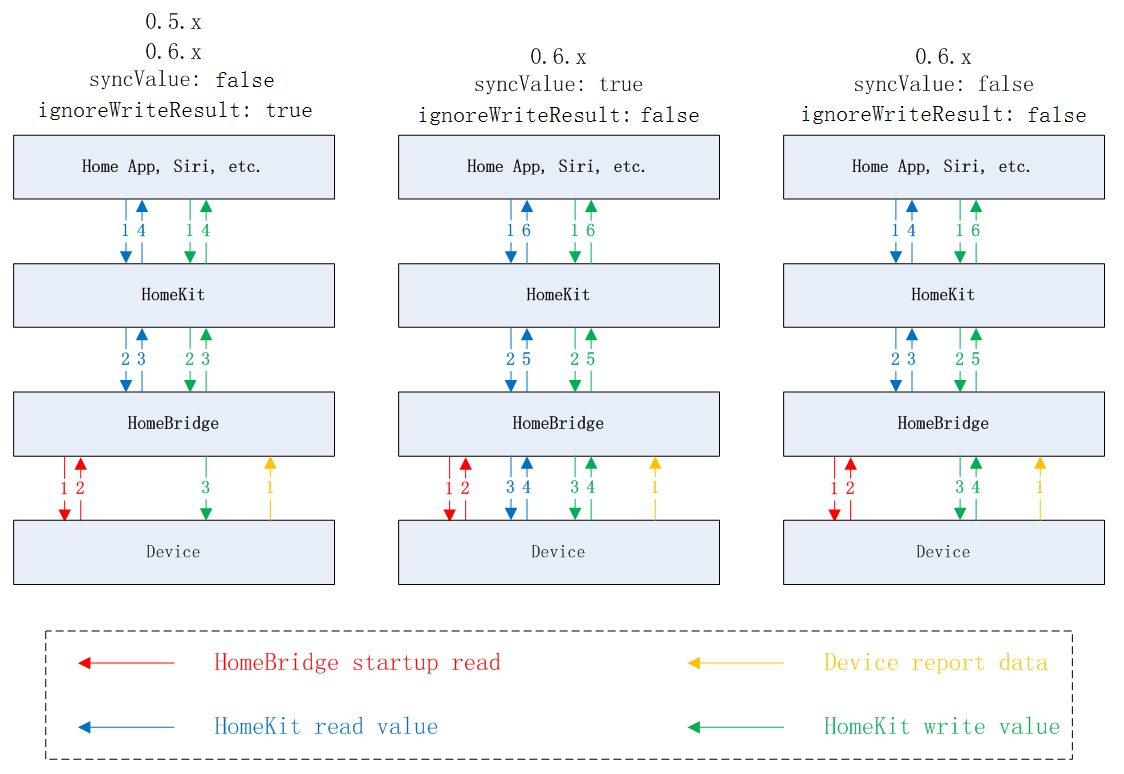 0.5.x
0.6.x
syncValue: false
ignoreWriteResult: true
0.6.x
syncValue: true
ignoreWriteResult: false
0.6.x
syncValue: false
ignoreWriteResult: false
Home App, Siri, etc.
Home App, Siri, etc.
Home App, Siri, etc.
1 4 1 4
1 6 1 6
1 4 1 6
HomeKit
HomeKit
HomeKit
2 3 2 3
2 5 2 5
2 3 2 5
HomeBridge
HomeBridge
HomeBridge
1 2 3 1
1 2 3 4 3 4 1
1 2 3 4 1
Device
Device
Device
HomeBridge startup read
Device report data
HomeKit read value
HomeKit write value